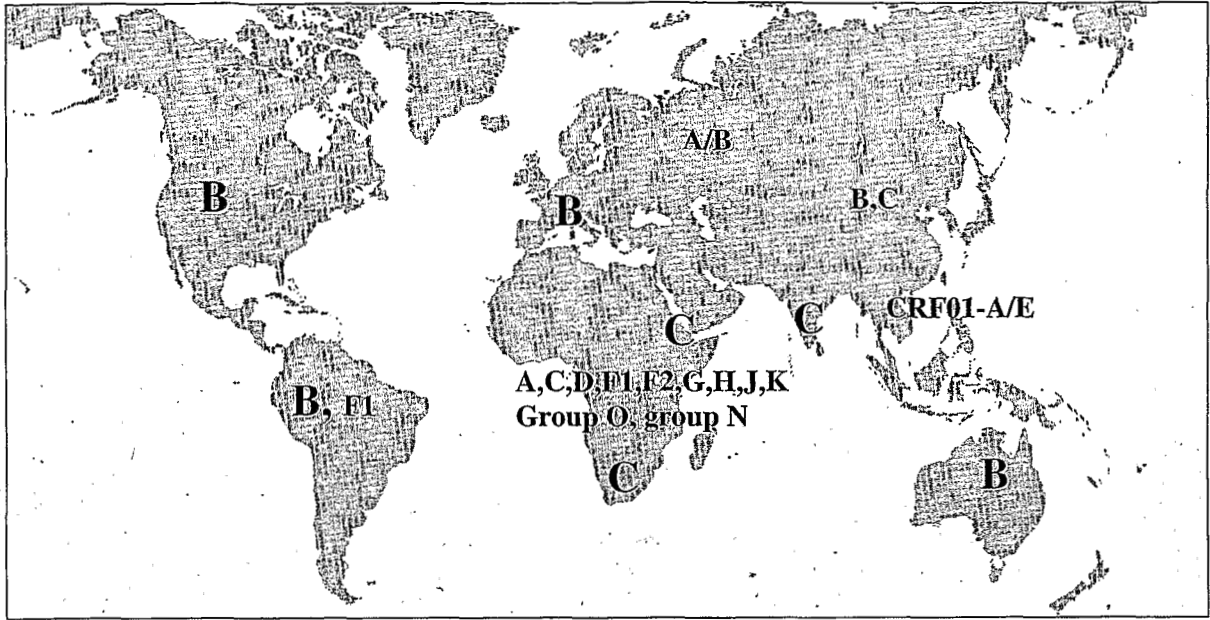 A/B
B
B,C
B
CRF01-A/E
C
C
A,C,D,F1,F2,G,H,J,K
B, F1
Group O, group N
C
B